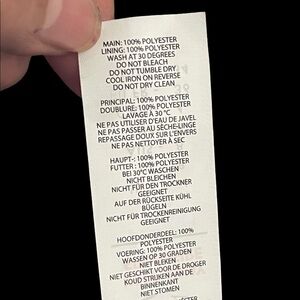 MAIN: 100% POLYESTER
LINING: 100% POLYESTER
WASH AT 30 DEGREES
DO NOT BLEACH
DO NOT TUMBLE DRY
COOL IRON ON REVERSE
DO NOT DRY CLEAN
PRINCIPAL: 100% POLYESTER
DOUBLURE: 100% POLYESTER
LAVAGE À 30 °C
NE PAS UTILISER D'EAU DE JAVEL
NE PAS PASSER AU SÈCHE-LINGE
REPASSAGE DOUX SUR L'ENVERS
NE PAS NETTOYER À SEC
HAUPT-: 100% POLYESTER
FUTTER : 100% POLYESTER
BEI 30°C WASCHEN
NICHT BLEICHEN
NICHT FÜR DEN TROCKNER
GEEIGNET
AUF DER RÜCKSEITE KÜHL
BÜGELN
NICHT FÜR TROCKENREINIGUNG
GEEIGNET
HOOFDONDERDEEL: 100%
POLYESTER
VOERING: 100% POLYESTER
WASSEN OP 30 GRADEN
NIET BLEKEN
NIET GESCHIKT VOOR DE DROGER
KOUD STRIJKEN AAN DE
BINNENKANT
NIET STOMEN